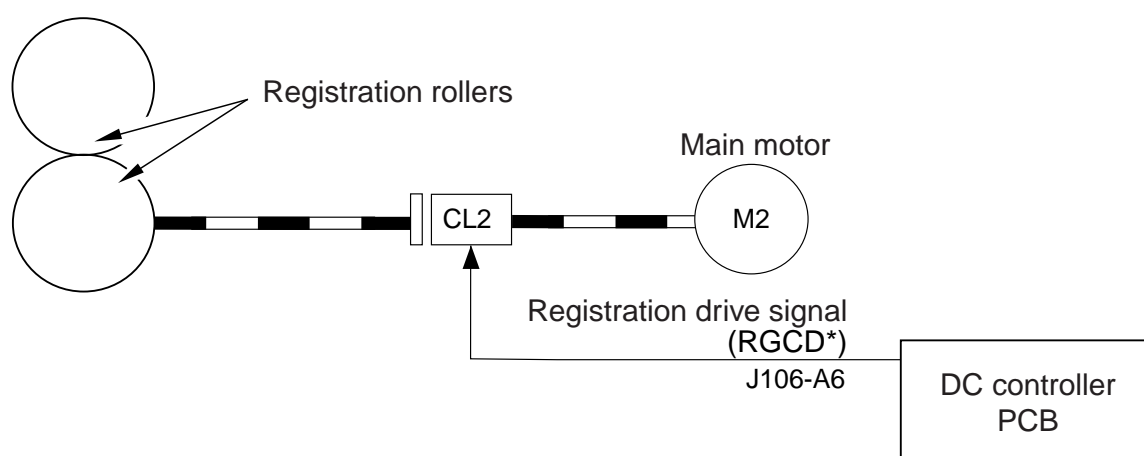 Registration rollers
Main motor
CL2
M2
Registration drive signal
(RGCD*)
J106-A6
DC controller
PCB